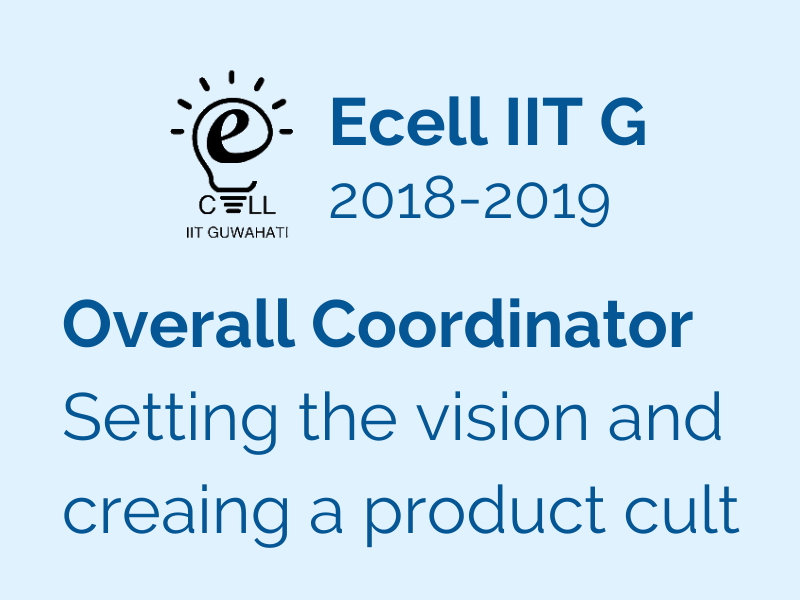 e
C LL
IIT GUWAHATI
Ecell IIT G
2018-2019
Overall Coordinator
Setting the vision and
creaing a product cult